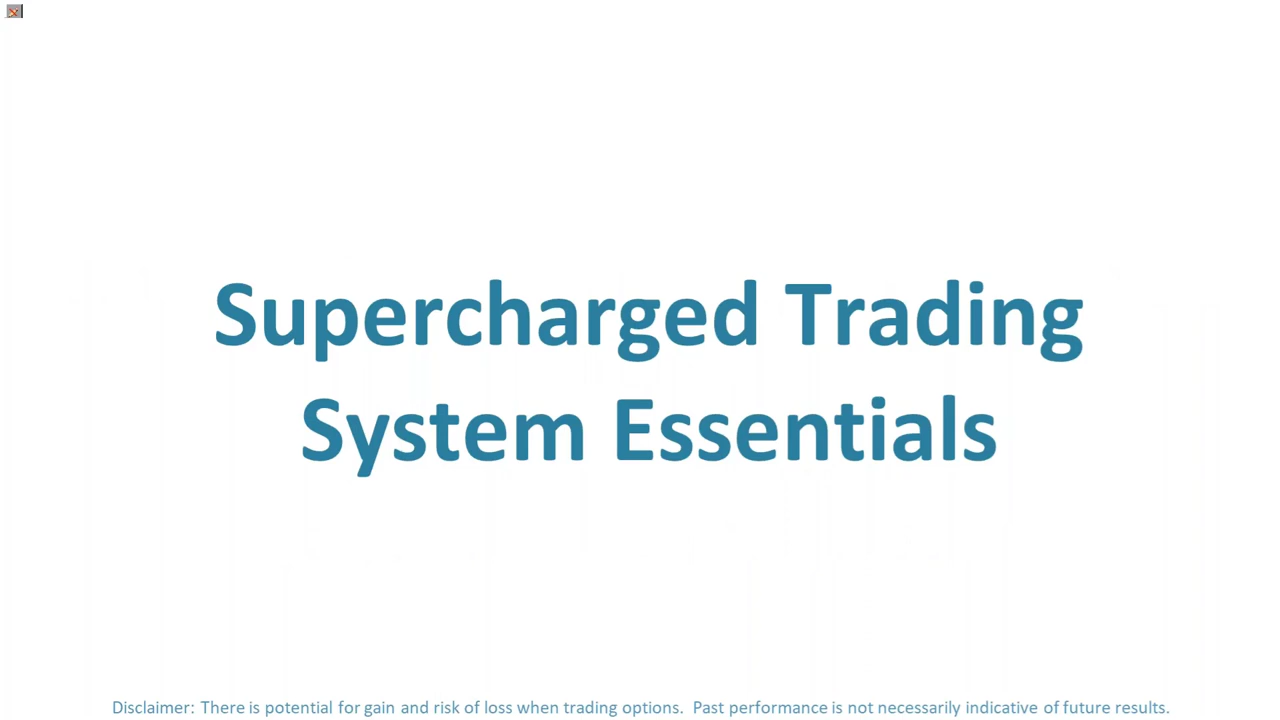 Supercharged Trading
System Essentials
Disclaimer: There is potential for gain and risk of loss when trading options.  Past performance is not necessarily indicative of future results.